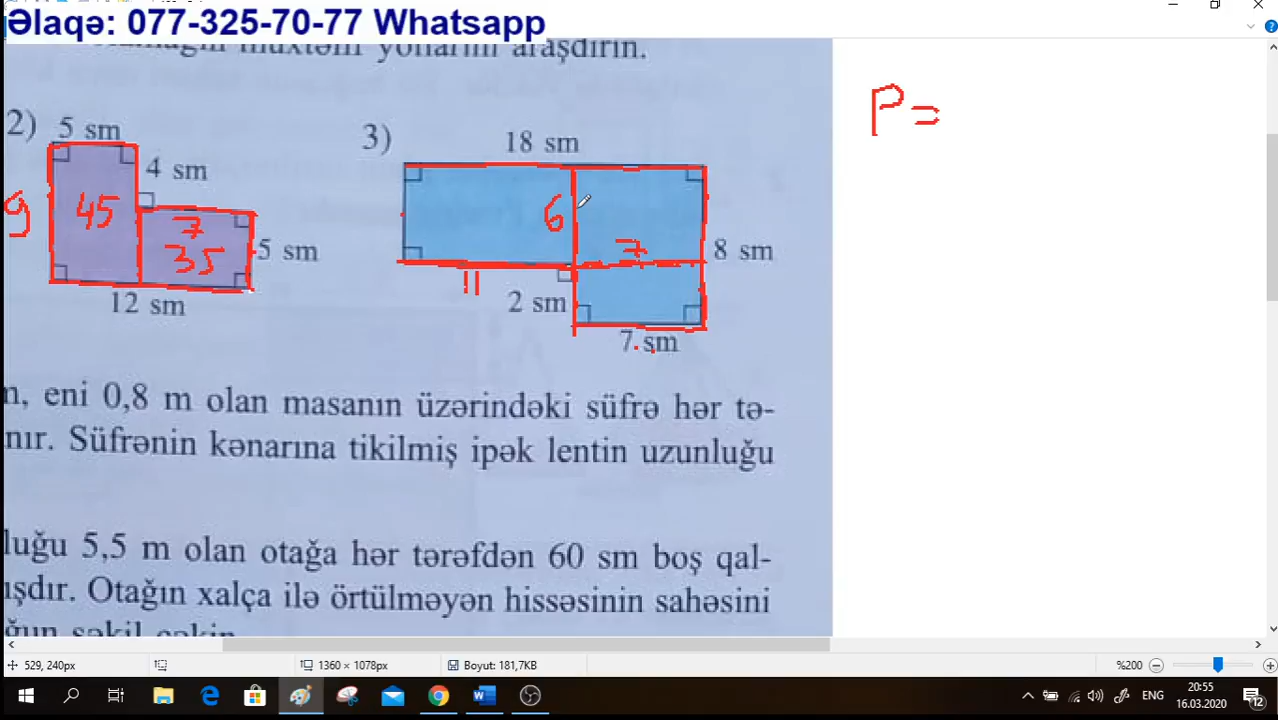 Əlaqə: 077-325-70-77 Whatsapp
müxtəlif yollarını araşdırın.
P=
2) 5 sm
4 sm
9
45
7
35
5 sm
12 sm
3)
18 sm
6
7
8 sm
11
2 sm
7 sm
m, eni 0,8 m olan masanın üzərindəki süfrə hər tə-
nır. Süfrənin kənarına tikilmiş ipək lentin uzunluğu
luğu 5,5 m olan otağa hər tərəfdən 60 sm boş qal-
ışdır. Otağın xalça ilə örtülməyən hissəsinin sahəsini
529, 240px
1360 × 1078px
Boyut: 181,7KB
%200
ENG
20:55
16.03.2020
12